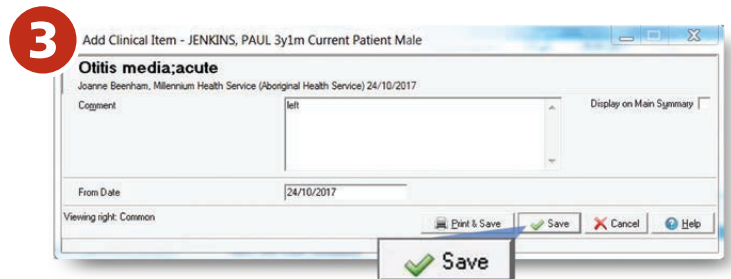 3
Add Clinical Item - JENKINS, PAUL 3y1m Current Patient Male
Otitis media;acute
Joanne Beenham, Millennium Health Service (Aboriginal Health Service) 24/10/2017
Comment left Display on Main Summary
From Date 24/10/2017
Viewing right: Common Print & Save Save Cancel Help
Save